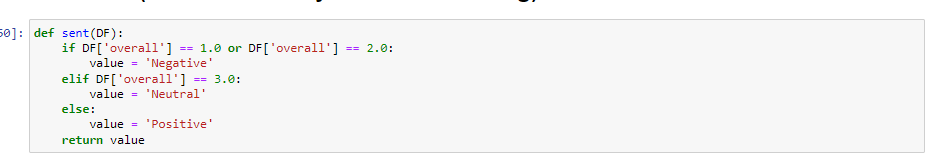 50]: def sent(DF):
    if DF['overall'] == 1.0 or DF['overall'] == 2.0:
        value = 'Negative'
    elif DF['overall'] == 3.0:
        value = 'Neutral'
    else:
        value = 'Positive'
    return value